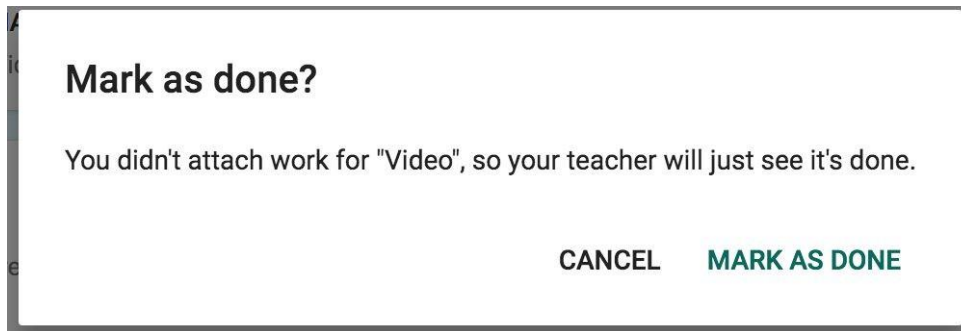 Mark as done?
You didn't attach work for "Video", so your teacher will just see it's done.
CANCEL MARK AS DONE